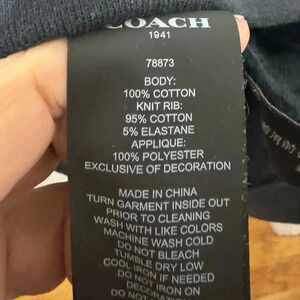 COACH
1941
78873
BODY:
100% COTTON
KNIT RIB:
95% COTTON
5% ELASTANE
APPLIQUE:
100% POLYESTER
EXCLUSIVE OF DECORATION
MADE IN CHINA
TURN GARMENT INSIDE OUT
PRIOR TO CLEANING
WASH WITH LIKE COLORS
MACHINE WASH COLD
DO NOT BLEACH
TUMBLE DRY LOW
COOL IRON IF NEEDED
DO NOT IRON ON
DECORATION